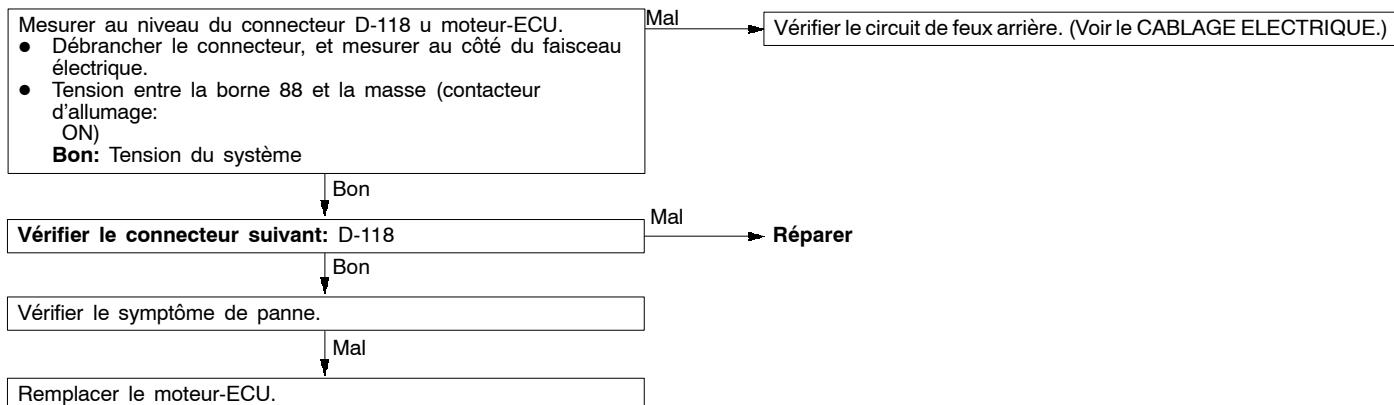 Mesurer au niveau du connecteur D-118 u moteur-ECU.
● Débrancher le connecteur, et mesurer au côté du faisceau
électrique.
● Tension entre la borne 88 et la masse (contacteur
d'allumage:
ON)
Bon: Tension du système
Mal
Vérifier le circuit de feux arrière. (Voir le CABLAGE ELECTRIQUE.)
Bon
Vérifier le connecteur suivant: D-118
Mal
Réparer
Bon
Vérifier le symptôme de panne.
Mal
Remplacer le moteur-ECU.